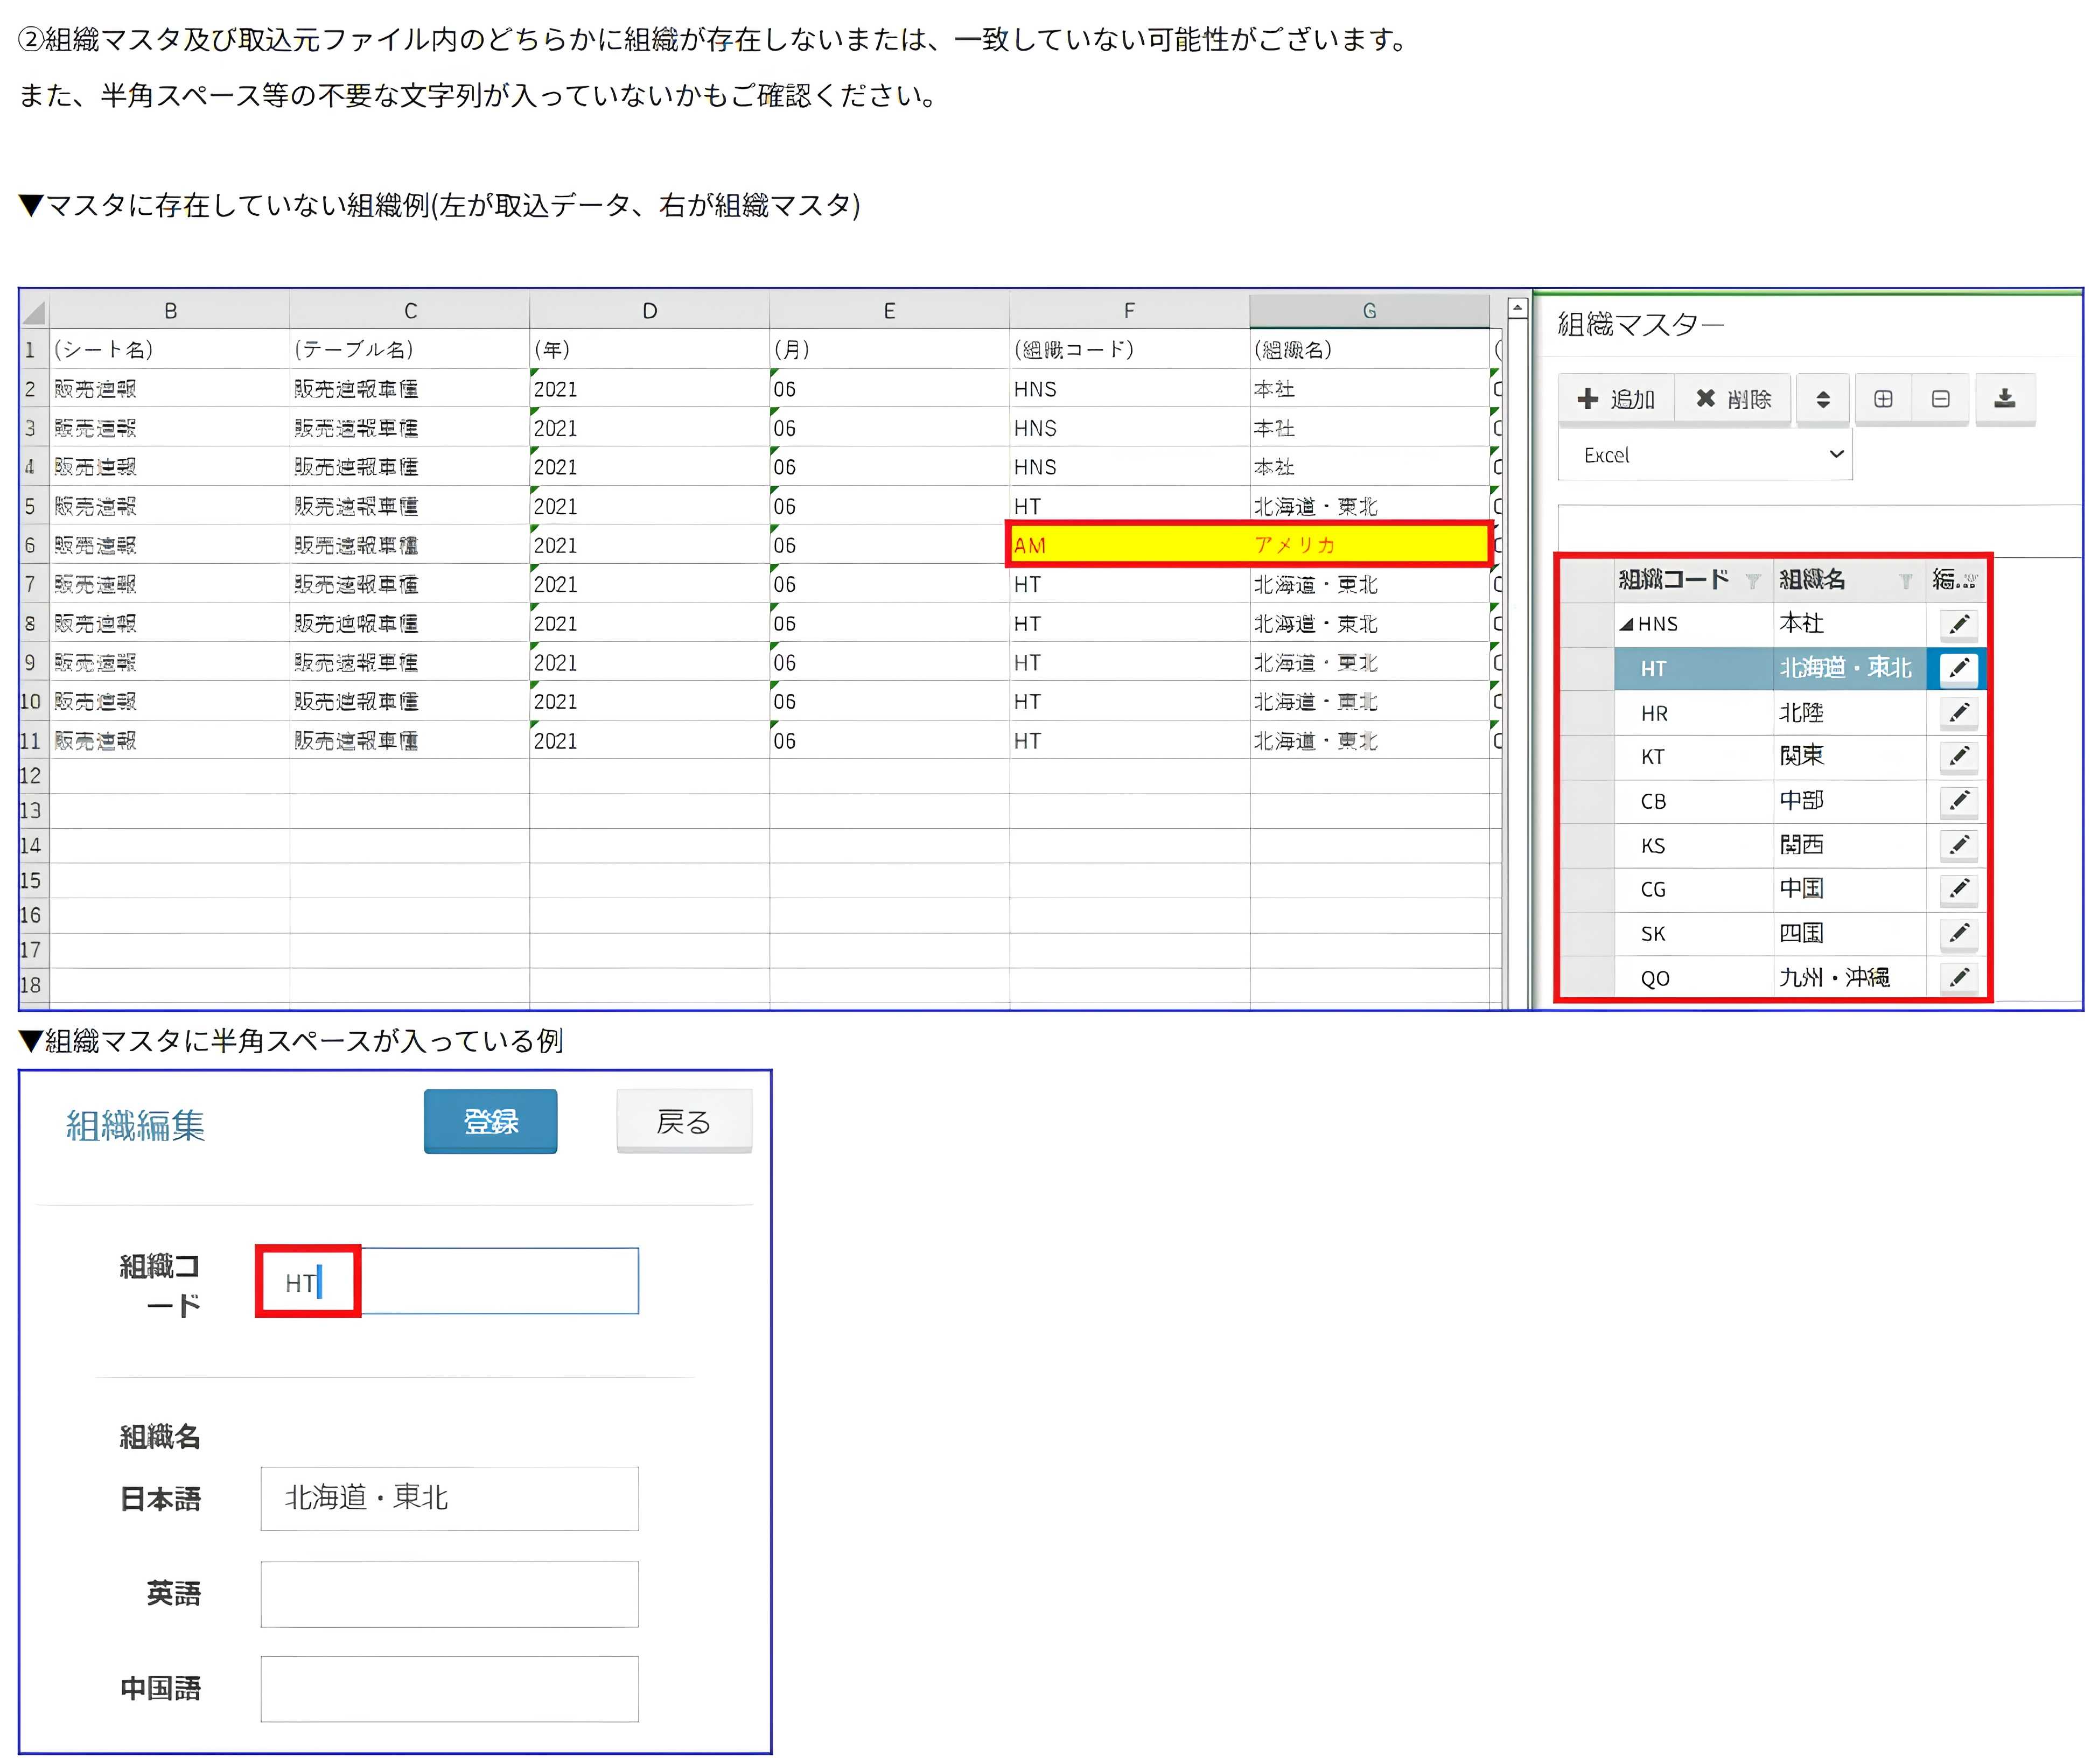 ②組織マスタ及び取込元ファイル内のどちらかに組織が存在しないまたは、一致していない可能性がございます。
また、半角スペース等の不要な文字列が入っていないかもご確認ください。
▼マスタに存在していない組織例(左が取込データ、右が組織マスタ)
B C D E F G
1 (シート名) (テーブル名) (年) (月) (組織コード) (組織名) (
2 販売速報 販売速報車種 2021 06 HNS 本社
3 販売速報 販売速報車種 2021 06 HNS 本社
4 販売速報 販売速報車種 2021 06 HNS 本社
5 販売速報 販売速報車種 2021 06 HT 北海道・東北
6 販売速報 販売速報車種 2021 06 AM アメリカ
7 販売速報 販売速報車種 2021 06 HT 北海道・東北
8 販売速報 販売速報車種 2021 06 HT 北海道・東北
9 販売速報 販売速報車種 2021 06 HT 北海道・東北
10 販売速報 販売速報車種 2021 06 HT 北海道・東北
11 販売速報 販売速報車種 2021 06 HT 北海道・東北
12
13
14
15
16
17
18
組織マスター
追加 削除
Excel
組織コード 組織名 編...
HNS 本社
HT 北海道・東北
HR 北陸
KT 関東
CB 中部
KS 関西
CG 中国
SK 四国
QO 九州・沖縄
▼組織マスタに半角スペースが入っている例
組織編集 登録 戻る
組織コ
ード HT
組織名
日本語 北海道・東北
英語
中国語